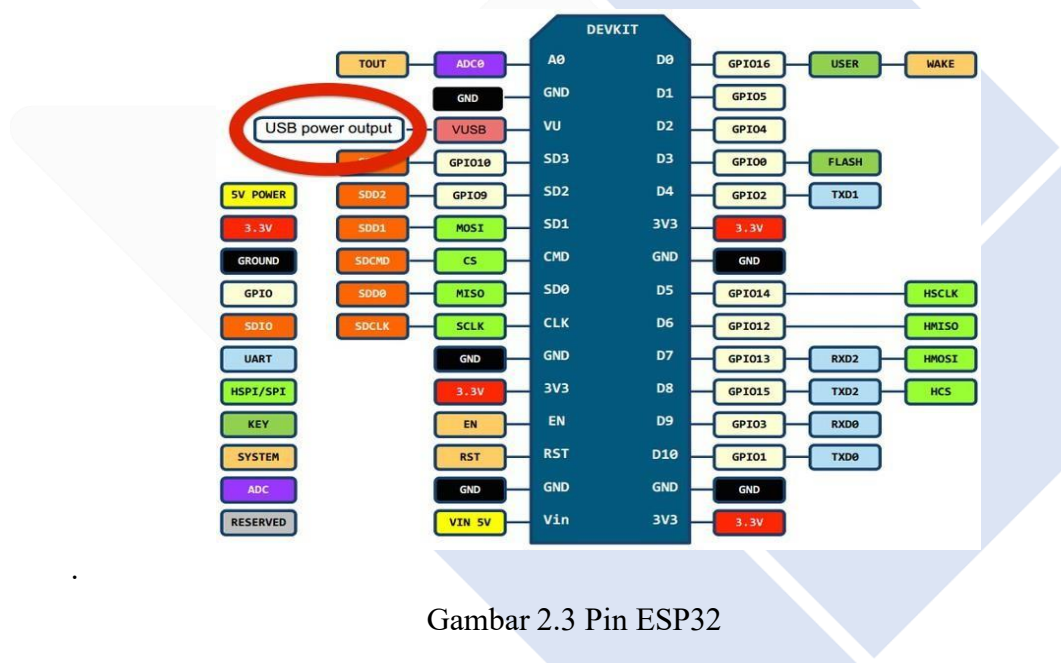 DEVKIT
TOUT ADC0 A0 D0 GPIO16 USER WAKE
GND GND D1 GPIO5
USB power output VUSB VU D2 GPIO4
GPIO10 SD3 D3 GPIO0 FLASH
5V POWER SDD2 GPIO9 SD2 D4 GPIO2 TXD1
3.3V SDD1 MOSI SD1 3V3 3.3V
GROUND SDCMD CS CMD GND GND
GPIO SDD0 MISO SD0 D5 GPIO14 HSCLK
SDIO SDCLK SCLK CLK D6 GPIO12 HMISO
UART GND GND D7 GPIO13 RXD2 HMOSI
HSPI/SPI 3.3V 3V3 D8 GPIO15 TXD2 HCS
KEY EN EN D9 GPIO3 RXD0
SYSTEM RST RST D10 GPIO1 TXD0
ADC GND GND GND GND
RESERVED VIN 5V Vin 3V3 3.3V
.
Gambar 2.3 Pin ESP32